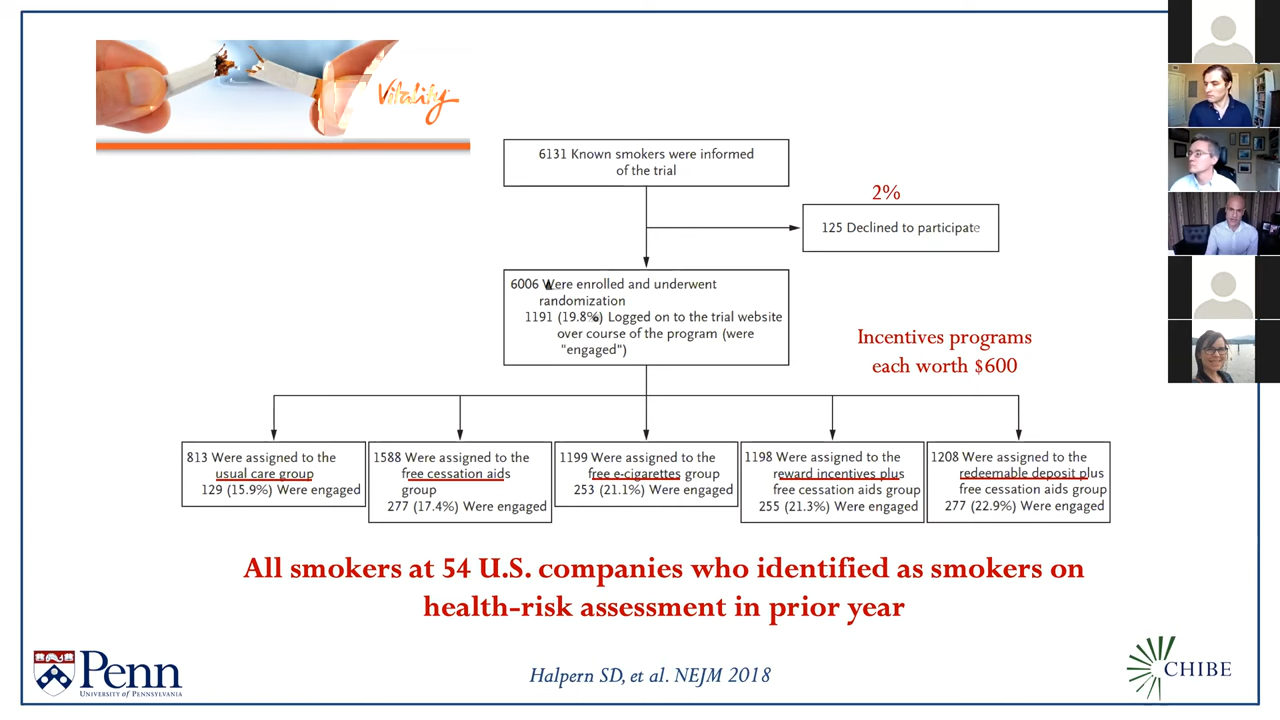 Vitality
6131 Known smokers were informed
of the trial
2%
125 Declined to participate
6006 Were enrolled and underwent
randomization
1191 (19.8%) Logged on to the trial website
over course of the program (were
"engaged")
Incentives programs
each worth $600
813 Were assigned to the
usual care group
129 (15.9%) Were engaged
1588 Were assigned to the
free cessation aids
group
277 (17.4%) Were engaged
1199 Were assigned to the
free e-cigarettes group
253 (21.1%) Were engaged
1198 Were assigned to the
reward incentives plus
free cessation aids group
255 (21.3%) Were engaged
1208 Were assigned to the
redeemable deposit plus
free cessation aids group
277 (22.9%) Were engaged
All smokers at 54 U.S. companies who identified as smokers on
health-risk assessment in prior year
Penn
UNIVERSITY OF PENNSYLVANIA
Halpern SD, et al. NEJM 2018
CHIBE